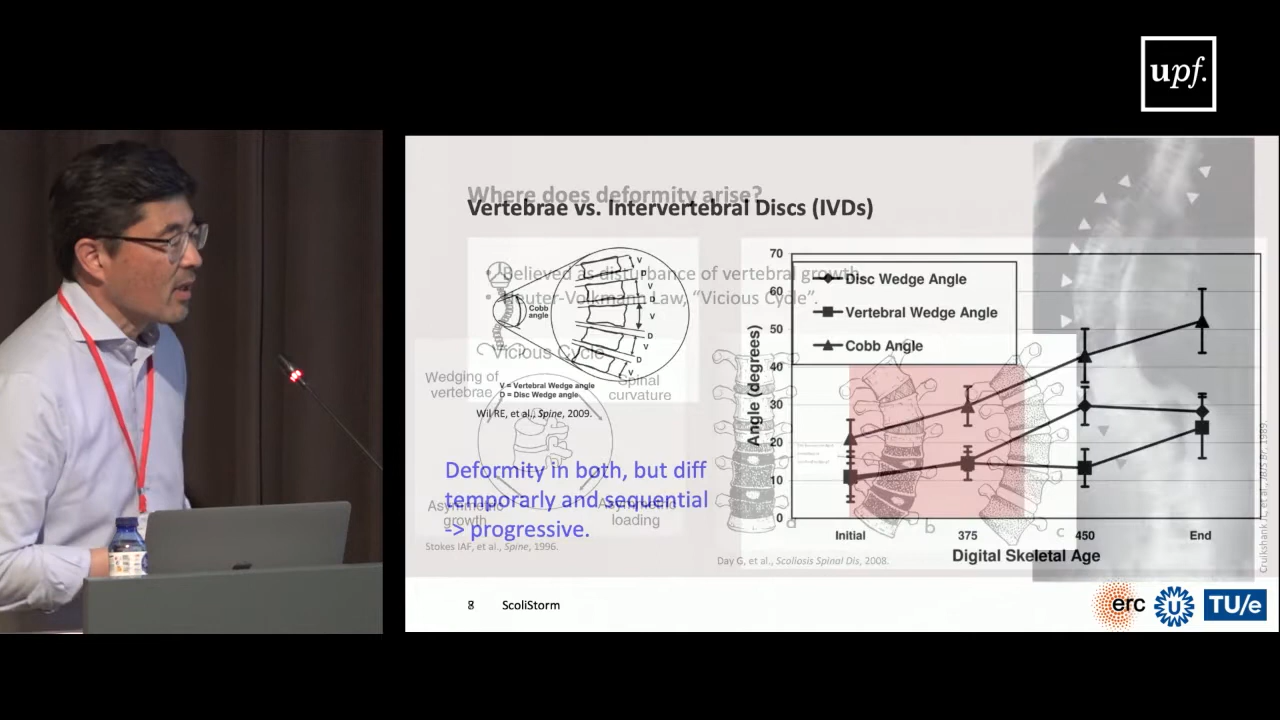 upf.
Where does deformity arise?
Vertebrae vs. Intervertebral Discs (IVDs)
• Believed as disturbance of vertebral growth
• Hueter-Volkmann Law, “Vicious Cycle”.
Cobb
angle
V
D
V
D
V
D
V
D
V
V = Vertebral Wedge angle
D = Disc Wedge angle
Wil RE, et al., Spine, 2009.
Vicious Cycle
Wedging of
vertebrae
Spinal
curvature
Asymmetric
growth
Asymmetric
loading
Stokes IAF, et al., Spine, 1996.
Deformity in both, but diff
temporarly and sequential
-> progressive.
Disc Wedge Angle
Vertebral Wedge Angle
Cobb Angle
Angle (degrees)
70
60
50
40
30
20
10
0
Initial
375
450
End
Digital Skeletal Age
a
b
c
Day G, et al., Scoliosis Spinal Dis, 2008.
ScoliStorm
erc
U
TU/e